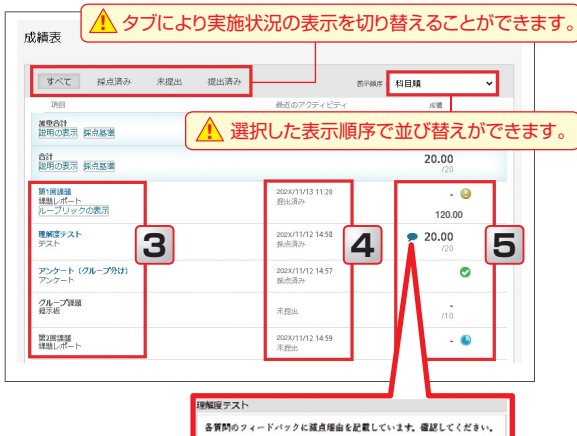 タブにより実施状況の表示を切り替えることができます。
成績表
すべて 採点済み 未提出 提出済み 表示順序 科目順
項目 最近のアクティビティ 成績
選択した表示順序で並び替えができます。
加重合計
説明の表示 採点基準
合計
説明の表示 採点基準
20.00
/20
第1回課題
課題レポート
ルーブリックの表示
202X/11/13 11:20
提出済み
-
120.00
理解度テスト
テスト
3
202X/11/12 14:58
採点済み
4
20.00
/20
5
アンケート(グループ分け)
アンケート
202X/11/12 14:57
採点済み
グループ課題
掲示板
未提出
-
/10
第2回課題
課題レポート
202X/11/12 14:59
未提出
-
理解度テスト
各質問のフィードバックに減点理由を記載しています。確認してください。